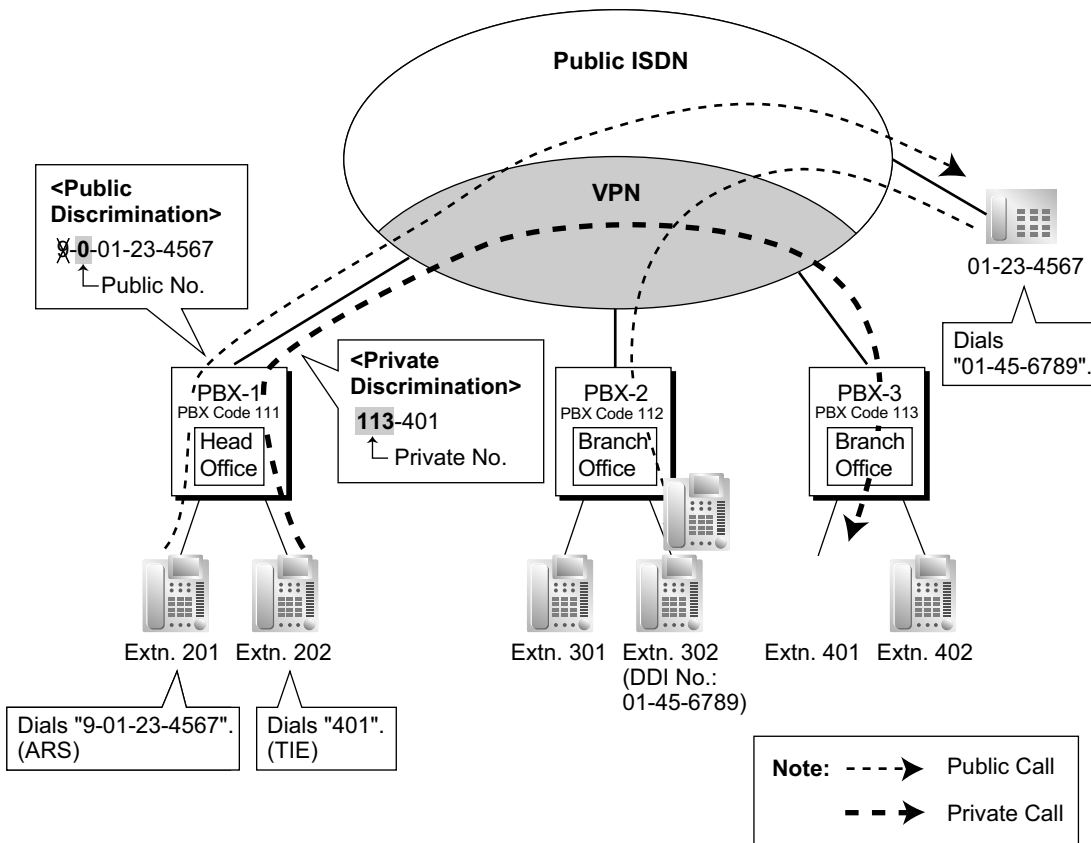 Public ISDN
VPN
<Public
Discrimination>
9-0-01-23-4567
Public No.
01-23-4567
Dials
"01-45-6789".
<Private
Discrimination>
113-401
Private No.
PBX-1
PBX Code 111
Head
Office
PBX-2
PBX Code 112
Branch
Office
PBX-3
PBX Code 113
Branch
Office
Extn. 201
Extn. 202
Extn. 301
Extn. 302
(DDI No.:
01-45-6789)
Extn. 401
Extn. 402
Dials "9-01-23-4567".
(ARS)
Dials "401".
(TIE)
Note:
Public Call
Private Call